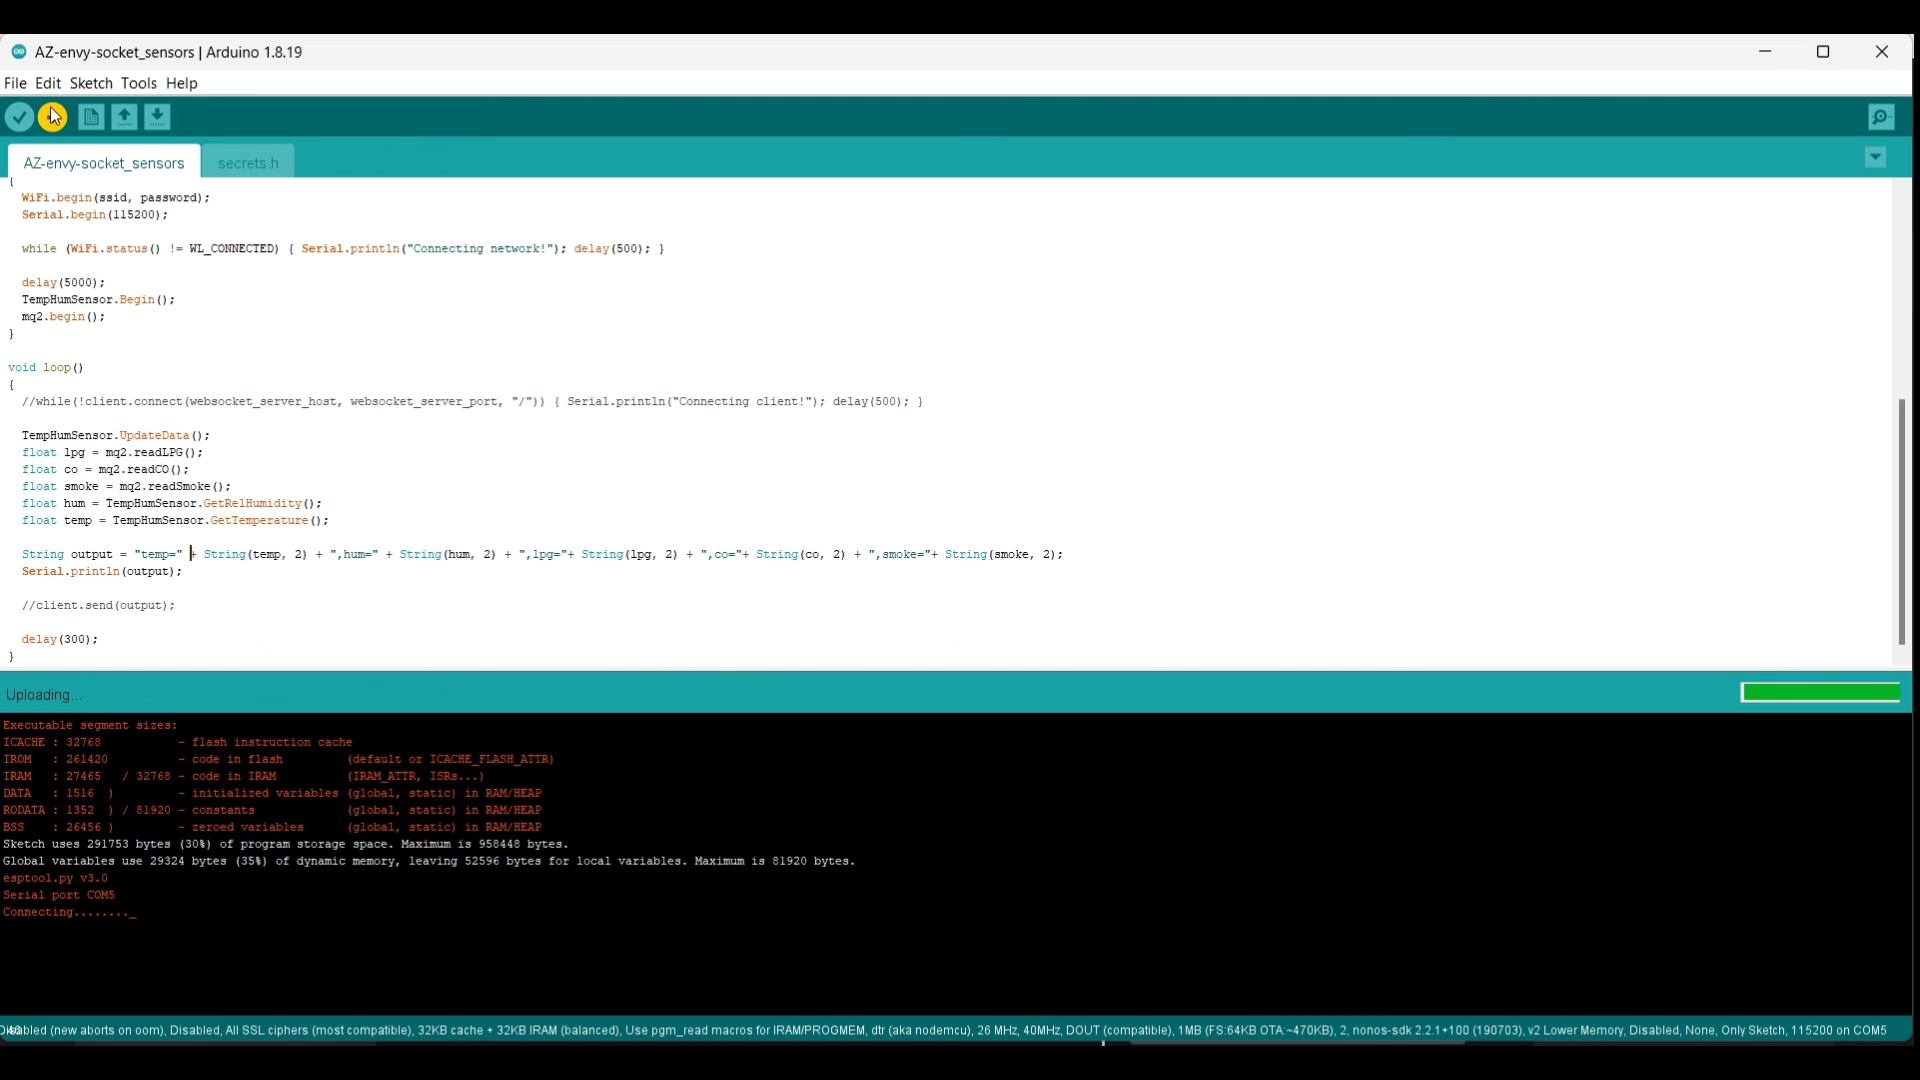 AZ-envy-socket_sensors | Arduino 1.8.19
File Edit Sketch Tools Help
AZ-envy-socket_sensors secrets.h
{
WiFi.begin(ssid, password);
Serial.begin(115200);
while (WiFi.status() != WL_CONNECTED) { Serial.println("Connecting network!"); delay(500); }
delay(5000);
TempHumSensor.Begin();
mq2.begin();
}
void loop()
{
//while(!client.connect(websocket_server_host, websocket_server_port, "/")) { Serial.println("Connecting client!"); delay(500); }
TempHumSensor.UpdateData();
float lpg = mq2.readLPG();
float co = mq2.readCO();
float smoke = mq2.readSmoke();
float hum = TempHumSensor.GetRelHumidity();
float temp = TempHumSensor.GetTemperature();
String output = "temp=" + String(temp, 2) + ",hum=" + String(hum, 2) + ",lpg="+ String(lpg, 2) + ",co="+ String(co, 2) + ",smoke="+ String(smoke, 2);
Serial.println(output);
//client.send(output);
delay(300);
}
Uploading...
Executable segment sizes:
ICACHE : 32768 - flash instruction cache
IROM : 261420 - code in flash (default or ICACHE_FLASH_ATTR)
IRAM : 27465 / 32768 - code in IRAM (IRAM_ATTR, ISRs...)
DATA : 1516 ) - initialized variables (global, static) in RAM/HEAP
RODATA : 1352 ) / 81920 - constants (global, static) in RAM/HEAP
BSS : 26456 ) - zeroed variables (global, static) in RAM/HEAP
Sketch uses 291753 bytes (30%) of program storage space. Maximum is 958448 bytes.
Global variables use 29324 bytes (35%) of dynamic memory, leaving 52596 bytes for local variables. Maximum is 81920 bytes.
esptool.py v3.0
Serial port COM5
Connecting........_
(new aborts on oom), Disabled, All SSL ciphers (most compatible), 32KB cache + 32KB IRAM (balanced), Use pgm_read macros for IRAM/PROGMEM, dtr (aka nodemcu), 26 MHz, 40MHz, DOUT (compatible), 1MB (FS:64KB OTA:~470KB), 2, nonos-sdk 2.2.1+100 (190703), v2 Lower Memory, Disabled, None, Only Sketch, 115200 on COM5